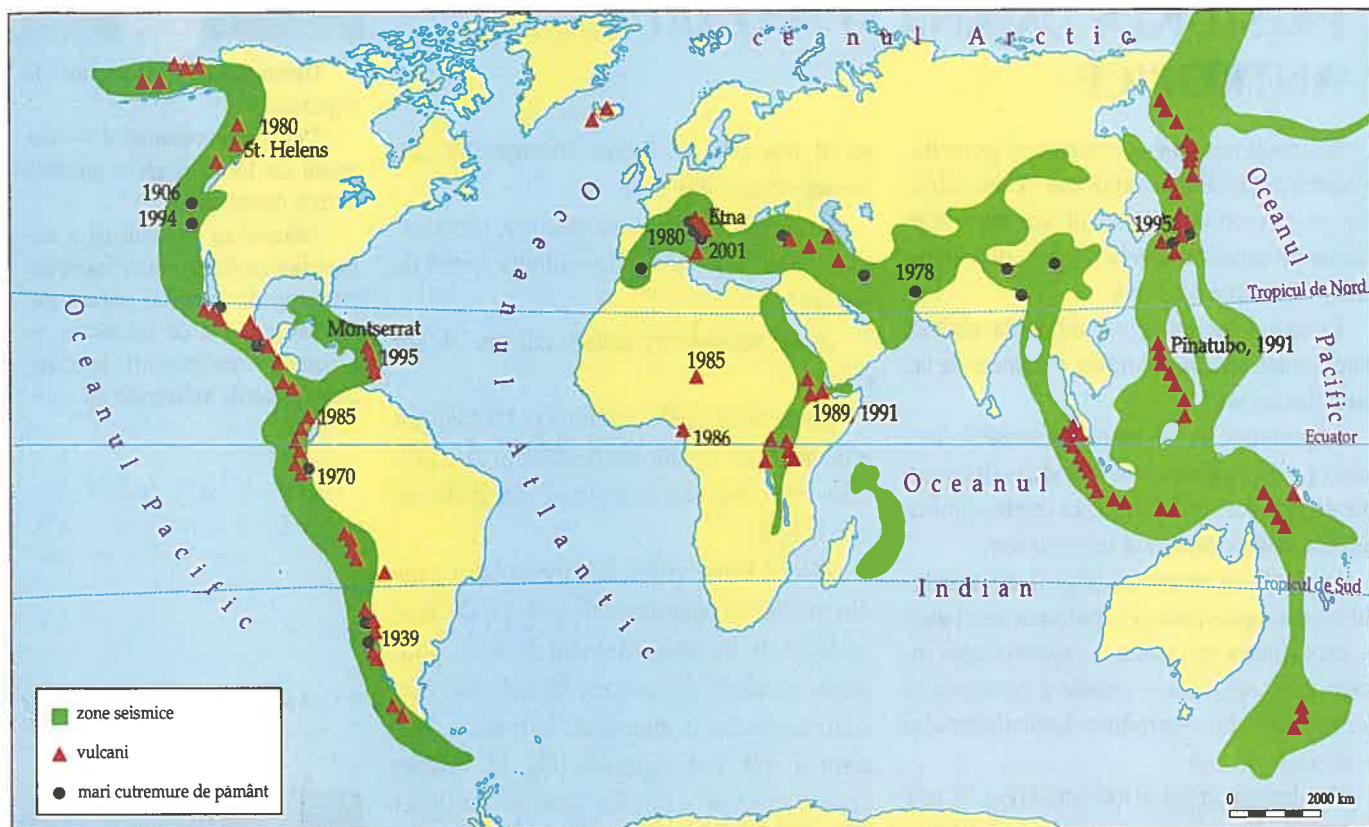 Oceanul Arctic
1980
St. Helens
1906
1994
Etna
1980
2001
1995
Oceanul
Pacific
1978
Tropicul de Nord
Oceanul Atlantic
Oceanul Pacific
Montserrat
1995
1985
Pinatubo, 1991
1985
1989/1991
1986
Ecuator
1970
Oceanul
Indian
Tropicul de Sud
1939
zone seismice
vulcani
mari cutremure de pământ
0 2000 km